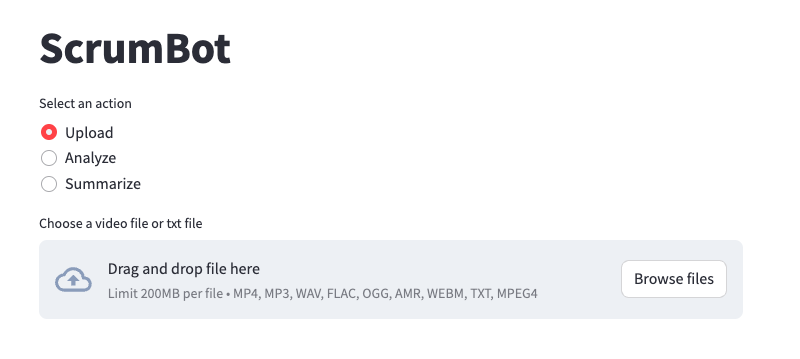 ScrumBot
Select an action
Upload
Analyze
Summarize
Choose a video file or txt file
Drag and drop file here
Limit 200MB per file • MP4, MP3, WAV, FLAC, OGG, AMR, WEBM, TXT, MPEG4
Browse files